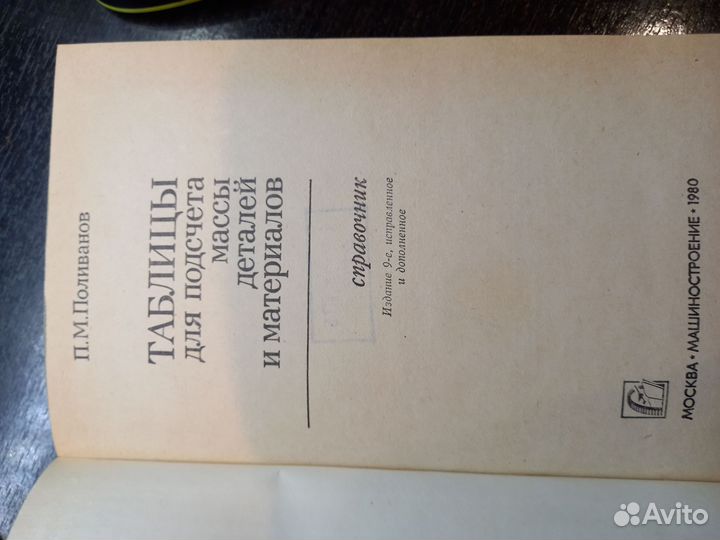 П.М.Поливанов
ТАБЛИЦЫ
для подсчета
массы
деталей
и материалов
справочник
Издание 9-е, исправленное
и дополненное
МОСКВА • МАШИНОСТРОЕНИЕ • 1980
Avito